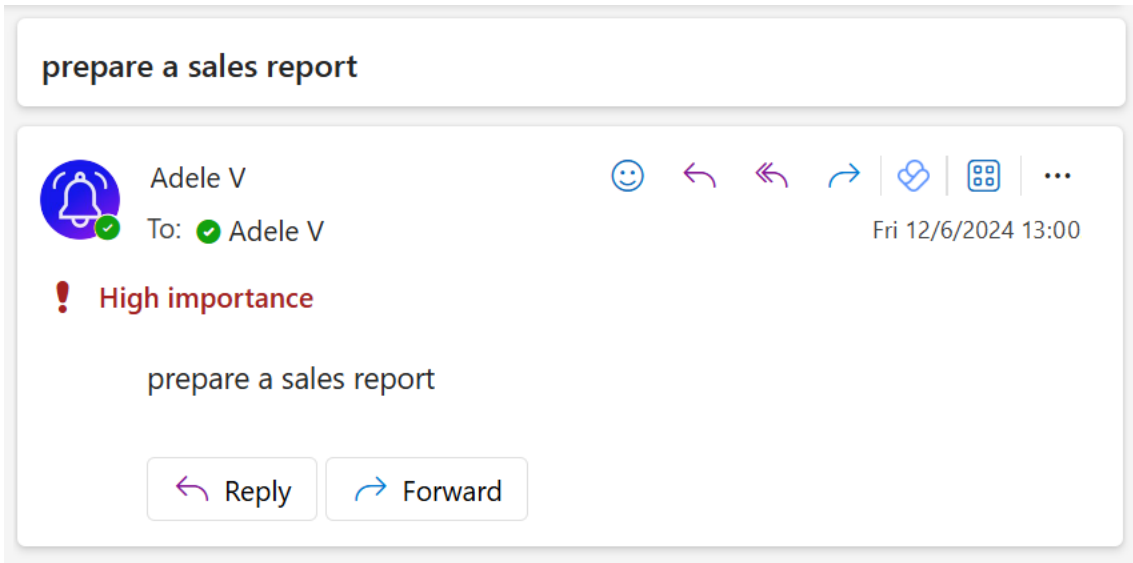 prepare a sales report
Adele V
To: Adele V
Fri 12/6/2024 13:00
High importance
prepare a sales report
Reply
Forward